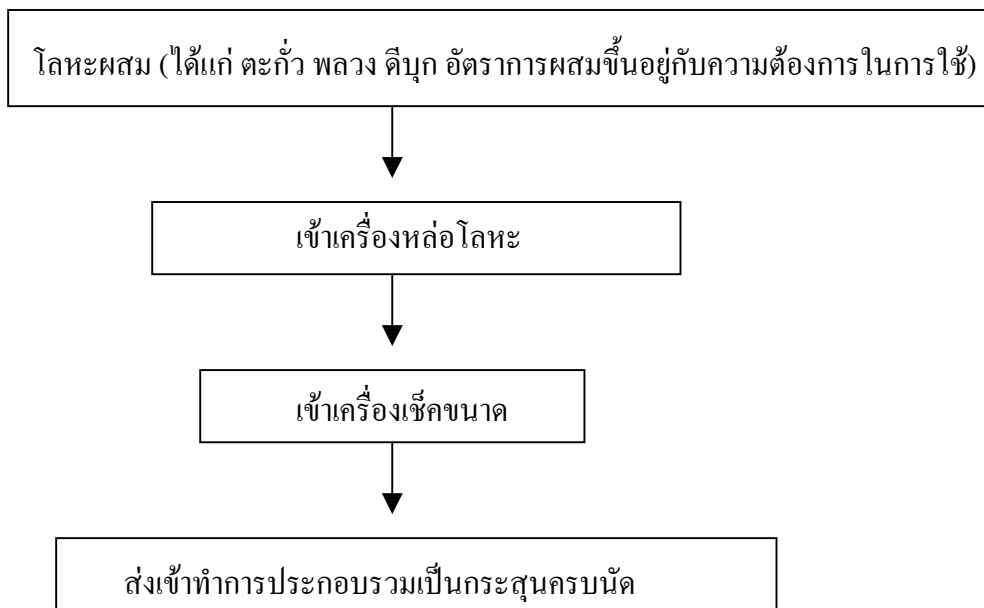 โลหะผสม (ได้แก่ ตะกั่ว พลวง ดีบุก อัตราการผสมขึ้นอยู่กับความต้องการในการใช้)
เข้าเครื่องหล่อโลหะ
เข้าเครื่องเช็คขนาด
ส่งเข้าทำการประกอบรวมเป็นกระสุนครบนัด